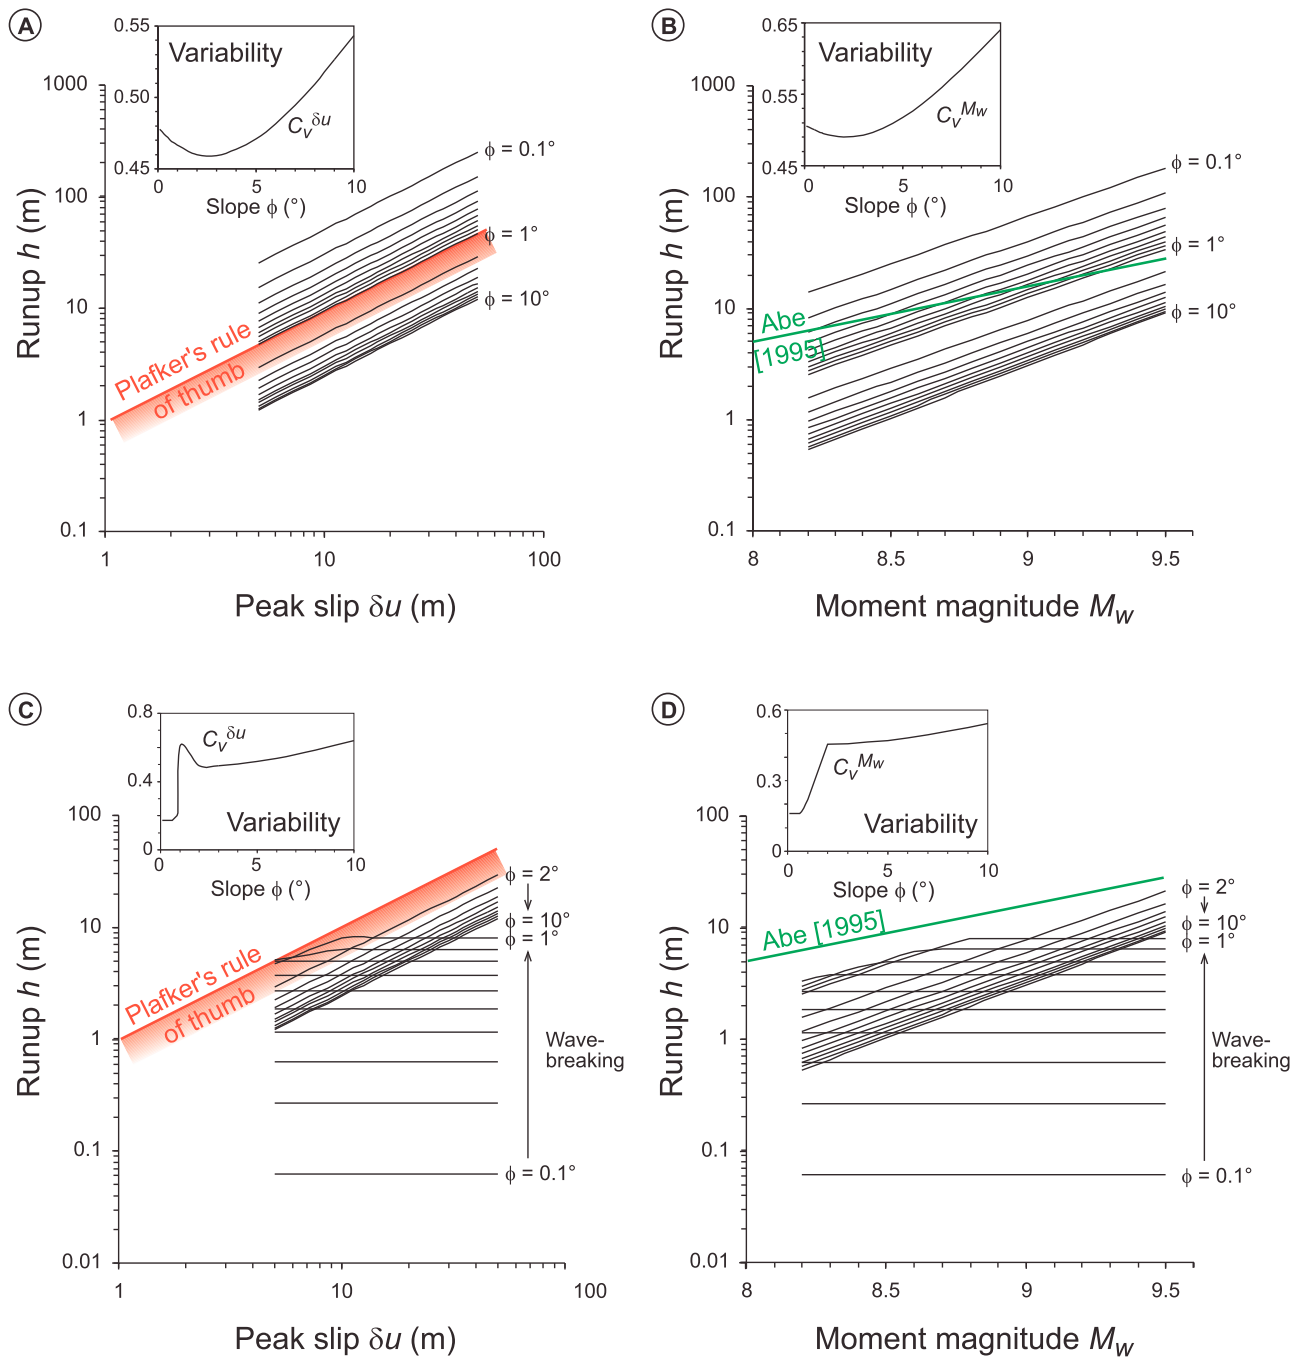 A
0.55
0.50
0.45
Variability
Cv^δu
0
5
10
Slope ϕ (°)
1000
100
10
1
0.1
Runup h (m)
ϕ = 0.1°
ϕ = 1°
ϕ = 10°
Plafker's rule
of thumb
1
10
100
Peak slip δu (m)
B
0.65
0.55
0.45
Variability
Cv^Mw
0
5
10
Slope ϕ (°)
1000
100
10
1
0.1
Runup h (m)
ϕ = 0.1°
ϕ = 1°
ϕ = 10°
Abe
[1995]
8
8.5
9
9.5
Moment magnitude Mw
C
0.8
0.4
0
Cv^δu
Variability
0
5
10
Slope ϕ (°)
100
10
1
0.1
0.01
Runup h (m)
Plafker's rule
of thumb
ϕ = 2°
ϕ = 10°
ϕ = 1°
Wave-
breaking
ϕ = 0.1°
1
10
100
Peak slip δu (m)
D
0.6
0.3
0
Cv^Mw
Variability
0
5
10
Slope ϕ (°)
100
10
1
0.1
0.01
Runup h (m)
Abe [1995]
ϕ = 2°
ϕ = 10°
ϕ = 1°
Wave-
breaking
ϕ = 0.1°
8
8.5
9
9.5
Moment magnitude Mw